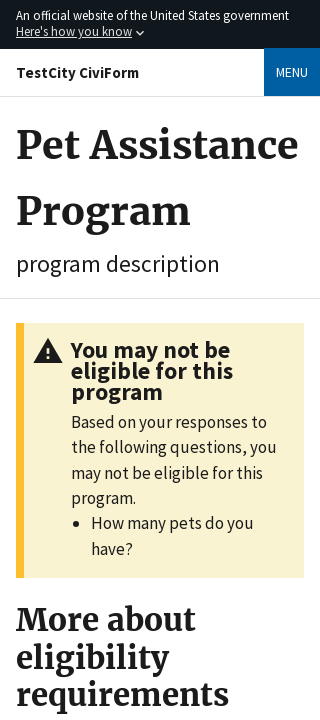 An official website of the United States government
Here's how you know
TestCity CiviForm
MENU
Pet Assistance
Program
program description
You may not be
eligible for this
program
Based on your responses to
the following questions, you
may not be eligible for this
program.
• How many pets do you
have?
More about
eligibility
requirements